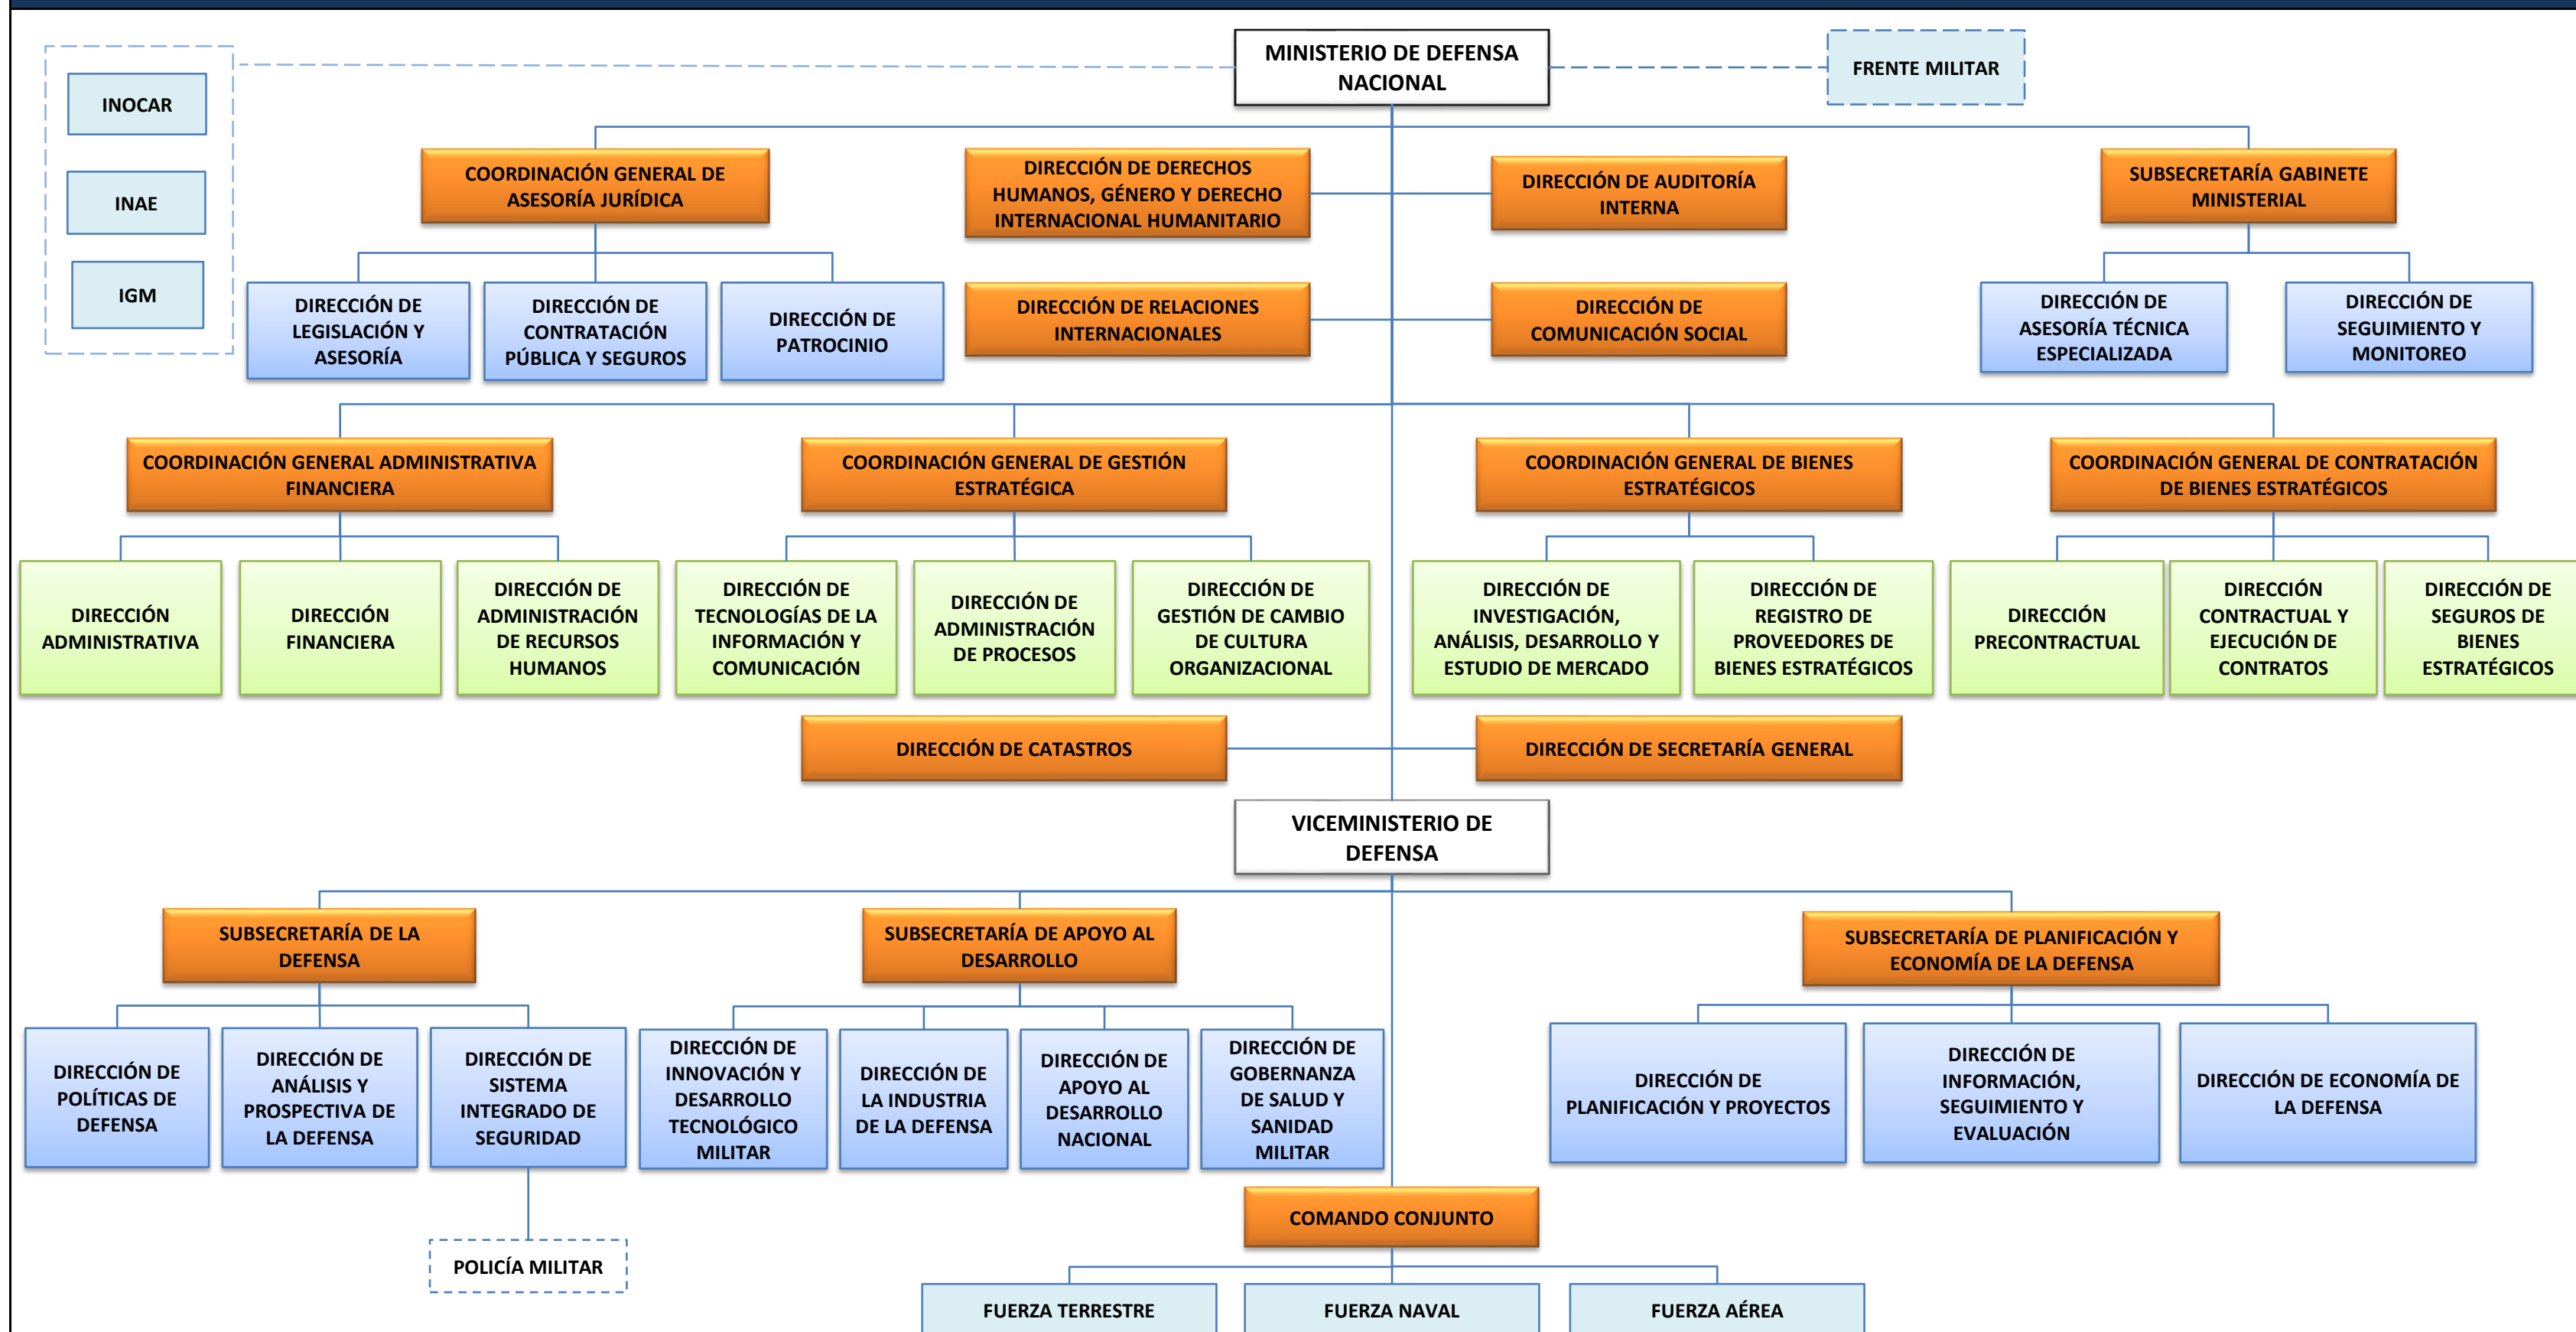 MINISTERIO DE DEFENSA
NACIONAL
FRENTE MILITAR
INOCAR
INAE
IGM
COORDINACIÓN GENERAL DE
ASESORÍA JURÍDICA
DIRECCIÓN DE DERECHOS
HUMANOS, GÉNERO Y DERECHO
INTERNACIONAL HUMANITARIO
DIRECCIÓN DE AUDITORÍA
INTERNA
SUBSECRETARÍA GABINETE
MINISTERIAL
DIRECCIÓN DE
LEGISLACIÓN Y
ASESORÍA
DIRECCIÓN DE
CONTRATACIÓN
PÚBLICA Y SEGUROS
DIRECCIÓN DE
PATROCINIO
DIRECCIÓN DE RELACIONES
INTERNACIONALES
DIRECCIÓN DE
COMUNICACIÓN SOCIAL
DIRECCIÓN DE
ASESORÍA TÉCNICA
ESPECIALIZADA
DIRECCIÓN DE
SEGUIMIENTO Y
MONITOREO
COORDINACIÓN GENERAL ADMINISTRATIVA
FINANCIERA
COORDINACIÓN GENERAL DE GESTIÓN
ESTRATÉGICA
COORDINACIÓN GENERAL DE BIENES
ESTRATÉGICOS
COORDINACIÓN GENERAL DE CONTRATACIÓN
DE BIENES ESTRATÉGICOS
DIRECCIÓN
ADMINISTRATIVA
DIRECCIÓN
FINANCIERA
DIRECCIÓN DE
ADMINISTRACIÓN
DE RECURSOS
HUMANOS
DIRECCIÓN DE
TECNOLOGÍAS DE LA
INFORMACIÓN Y
COMUNICACIÓN
DIRECCIÓN DE
ADMINISTRACIÓN
DE PROCESOS
DIRECCIÓN DE
GESTIÓN DE CAMBIO
DE CULTURA
ORGANIZACIONAL
DIRECCIÓN DE
INVESTIGACIÓN,
ANÁLISIS, DESARROLLO Y
ESTUDIO DE MERCADO
DIRECCIÓN DE
REGISTRO DE
PROVEEDORES DE
BIENES ESTRATÉGICOS
DIRECCIÓN
PRECONTRACTUAL
DIRECCIÓN
CONTRACTUAL Y
EJECUCIÓN DE
CONTRATOS
DIRECCIÓN DE
SEGUROS DE
BIENES
ESTRATÉGICOS
DIRECCIÓN DE CATASTROS
DIRECCIÓN DE SECRETARÍA GENERAL
VICEMINISTERIO DE
DEFENSA
SUBSECRETARÍA DE LA
DEFENSA
SUBSECRETARÍA DE APOYO AL
DESARROLLO
SUBSECRETARÍA DE PLANIFICACIÓN Y
ECONOMÍA DE LA DEFENSA
DIRECCIÓN DE
POLÍTICAS DE
DEFENSA
DIRECCIÓN DE
ANÁLISIS Y
PROSPECTIVA DE
LA DEFENSA
DIRECCIÓN DE
SISTEMA
INTEGRADO DE
SEGURIDAD
DIRECCIÓN DE
INNOVACIÓN Y
DESARROLLO
TECNOLÓGICO
MILITAR
DIRECCIÓN DE
LA INDUSTRIA
DE LA DEFENSA
DIRECCIÓN DE
APOYO AL
DESARROLLO
NACIONAL
DIRECCIÓN DE
GOBERNANZA
DE SALUD Y
SANIDAD
MILITAR
DIRECCIÓN DE
PLANIFICACIÓN Y PROYECTOS
DIRECCIÓN DE
INFORMACIÓN,
SEGUIMIENTO Y
EVALUACIÓN
DIRECCIÓN DE ECONOMÍA DE
LA DEFENSA
POLICÍA MILITAR
COMANDO CONJUNTO
FUERZA TERRESTRE
FUERZA NAVAL
FUERZA AÉREA